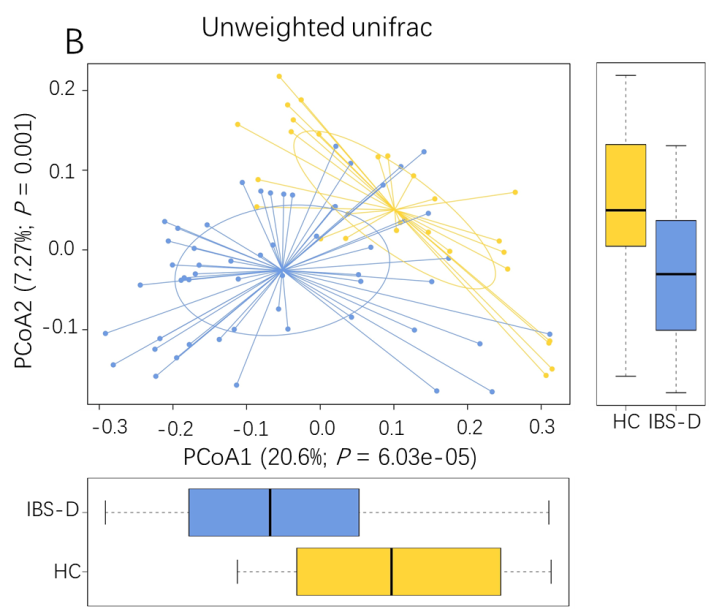 B
Unweighted unifrac
PCoA2 (7.27%; P = 0.001)
0.2
0.1
0.0
-0.1
-0.3 -0.2 -0.1 0.0 0.1 0.2 0.3
PCoA1 (20.6%; P = 6.03e-05)
HC IBS-D
IBS-D
HC